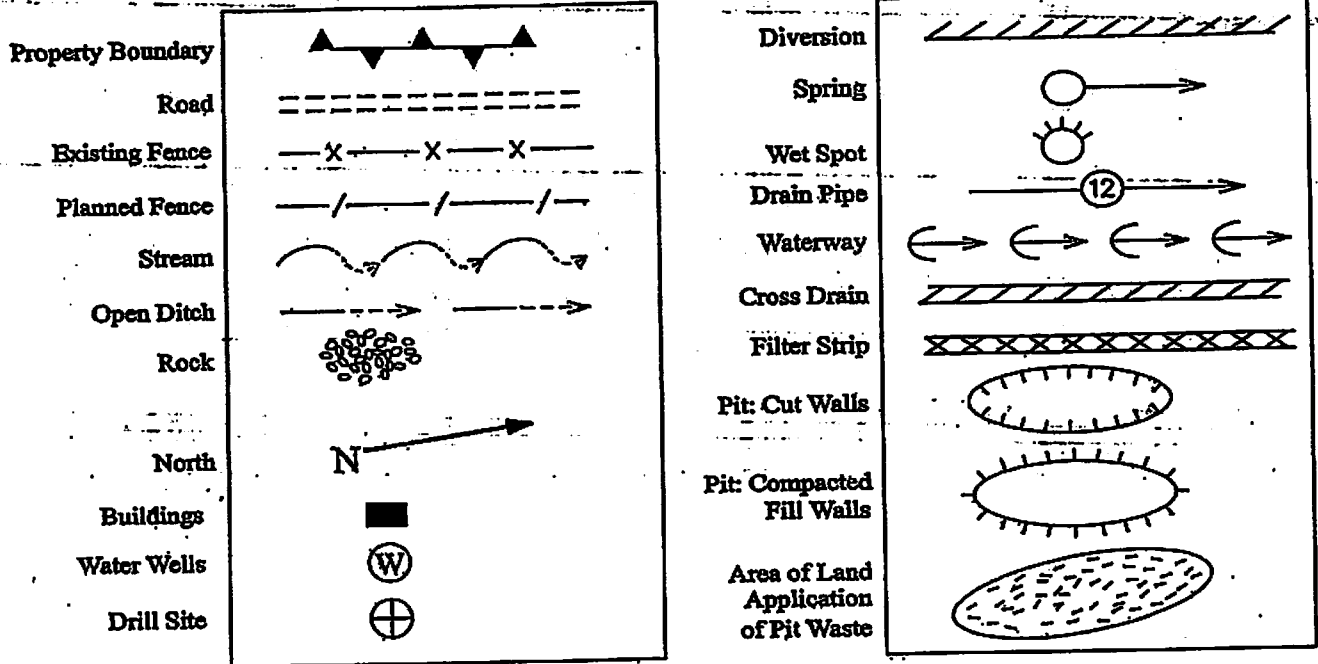 Property Boundary
Road
Existing Fence
X X X
Planned Fence
Stream
Open Ditch
Rock
North
N
Buildings
Water Wells
W
Drill Site
Diversion
Spring
Wet Spot
Drain Pipe
12
Waterway
Cross Drain
Filter Strip
Pit: Cut Walls
Pit: Compacted
Fill Walls
Area of Land
Application
of Pit Waste